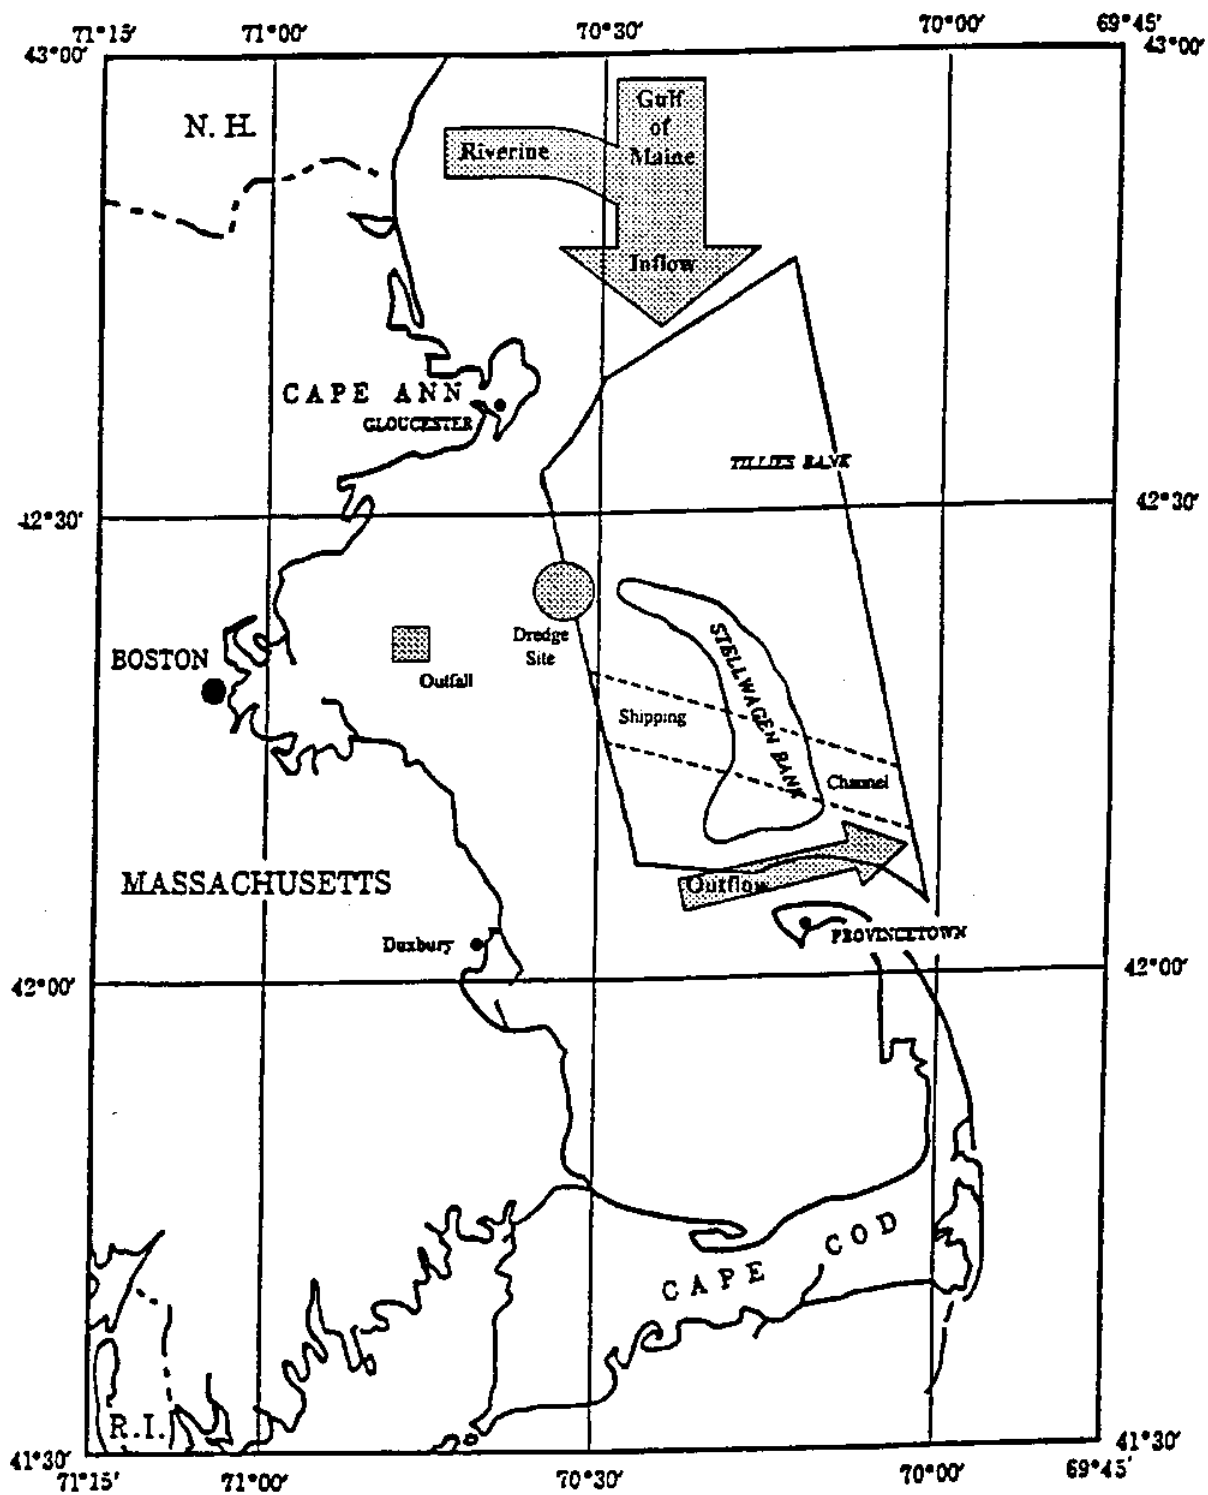 71°15′ 71°00′ 70°30′ 70°00′ 69°45′
43°00′ 43°00′
Gulf
of
Maine
N. H.
Riverine
Inflow
CAPE ANN
GLOUCESTER
TILLIES BANK
42°30′ 42°30′
Dredge
Site
STELLWAGEN BANK
BOSTON
Outfall
Shipping
Channel
MASSACHUSETTS
Outflow
PROVINCETOWN
Duxbury
42°00′ 42°00′
CAPE COD
R.I.
41°30′ 41°30′
71°15′ 71°00′ 70°30′ 70°00′ 69°45′